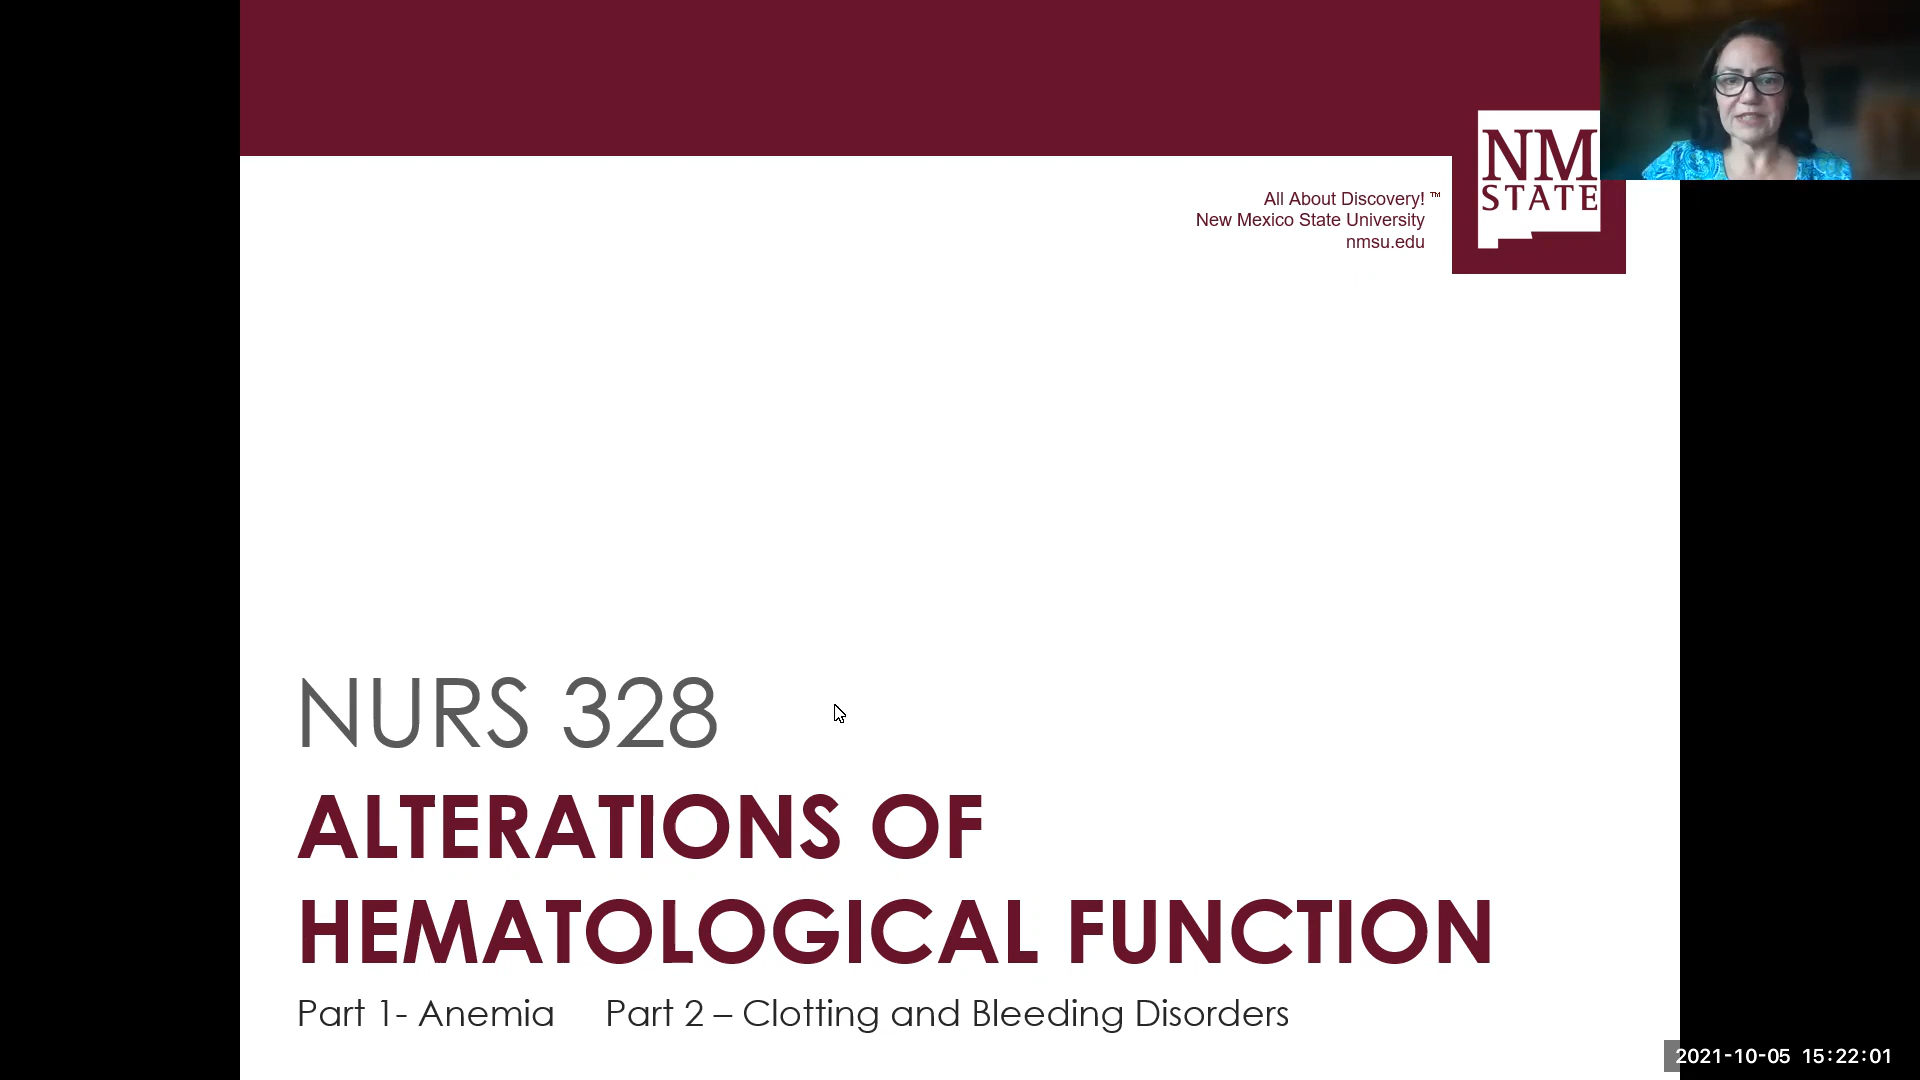 All About Discovery! ™
New Mexico State University
nmsu.edu
NM
STATE
NURS 328
ALTERATIONS OF
HEMATOLOGICAL FUNCTION
Part 1- Anemia Part 2 – Clotting and Bleeding Disorders
2021-10-05 15:22:01